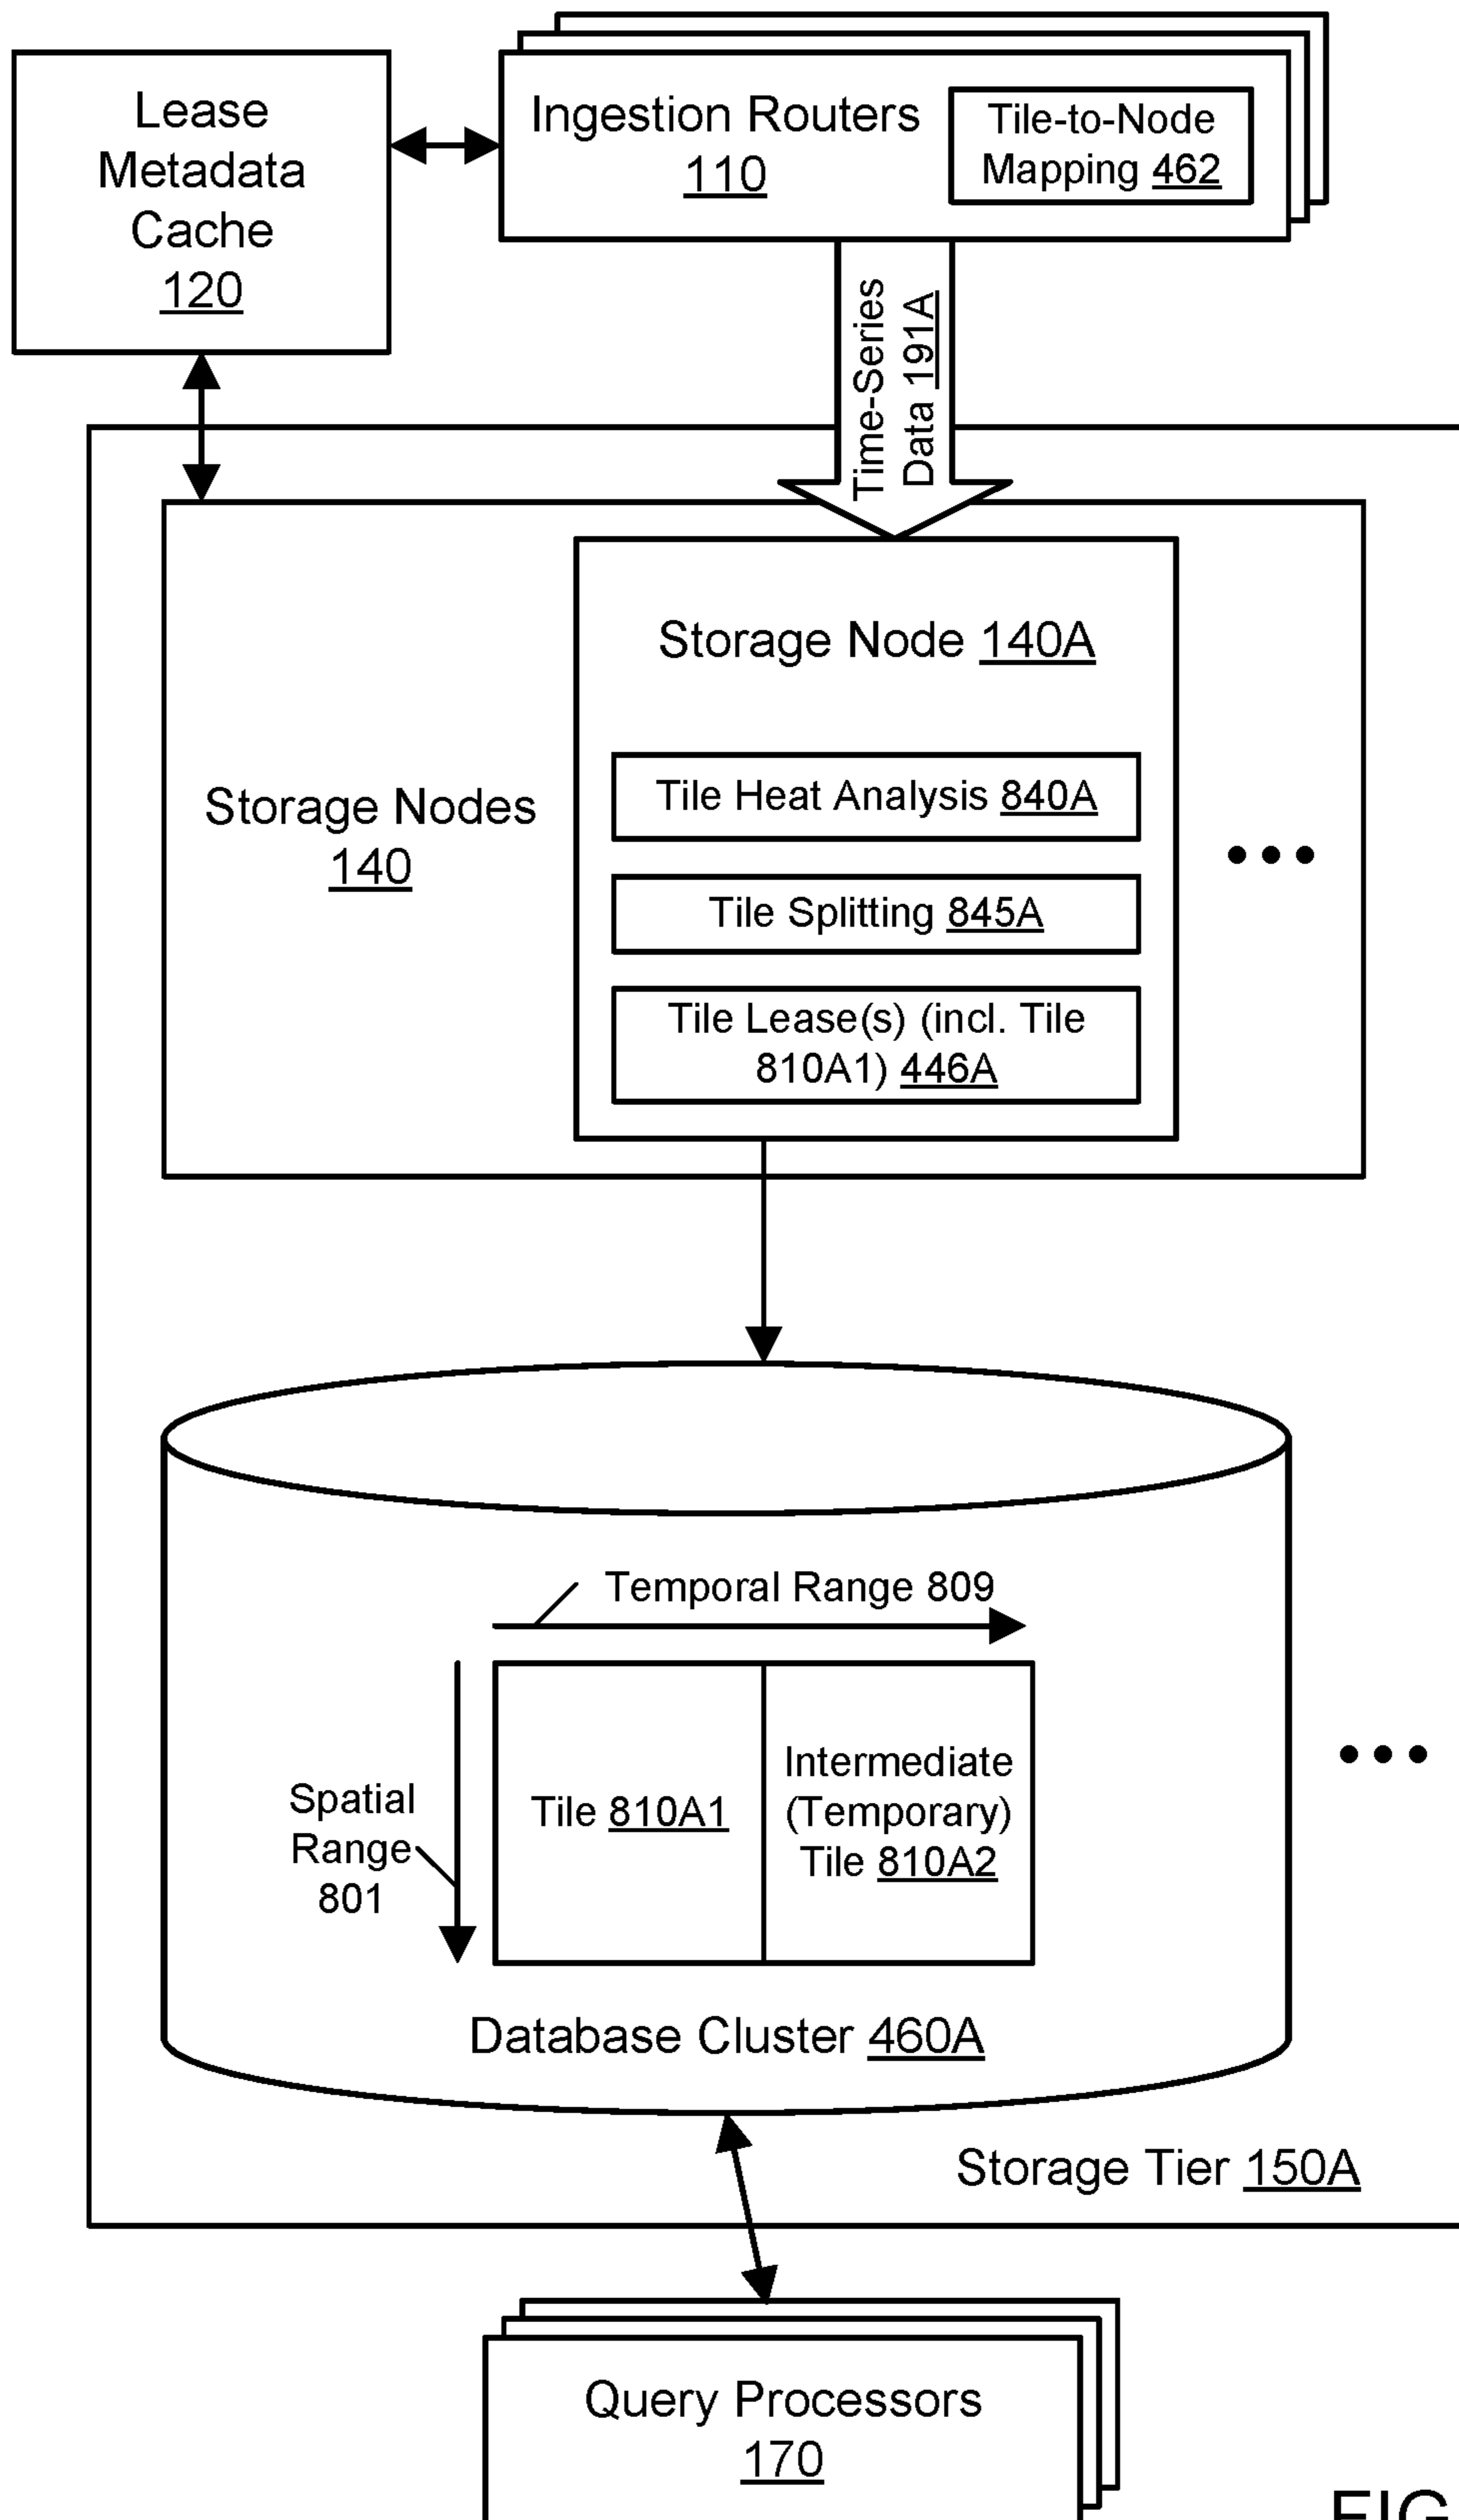 Lease
Metadata
Cache
120
Ingestion Routers
110
Tile-to-Node
Mapping 462
Time-Series
Data 191A
Storage Node 140A
Storage Nodes
140
Tile Heat Analysis 840A
Tile Splitting 845A
Tile Lease(s) (incl. Tile
810A1) 446A
Temporal Range 809
Spatial
Range
801
Tile 810A1
Intermediate
(Temporary)
Tile 810A2
Database Cluster 460A
Storage Tier 150A
Query Processors
170
FIG